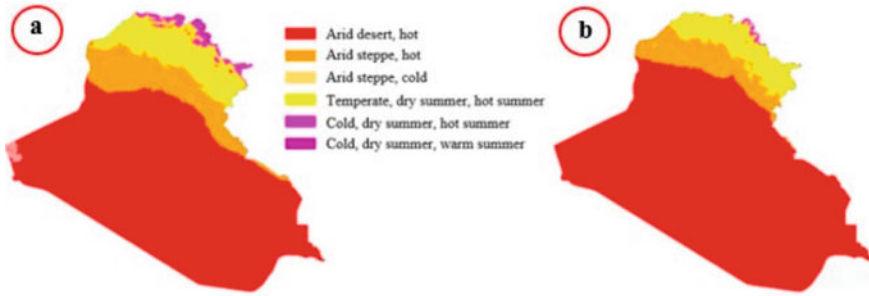 a
Arid desert, hot
Arid steppe, hot
Arid steppe, cold
Temperate, dry summer, hot summer
Cold, dry summer, hot summer
Cold, dry summer, warm summer
b